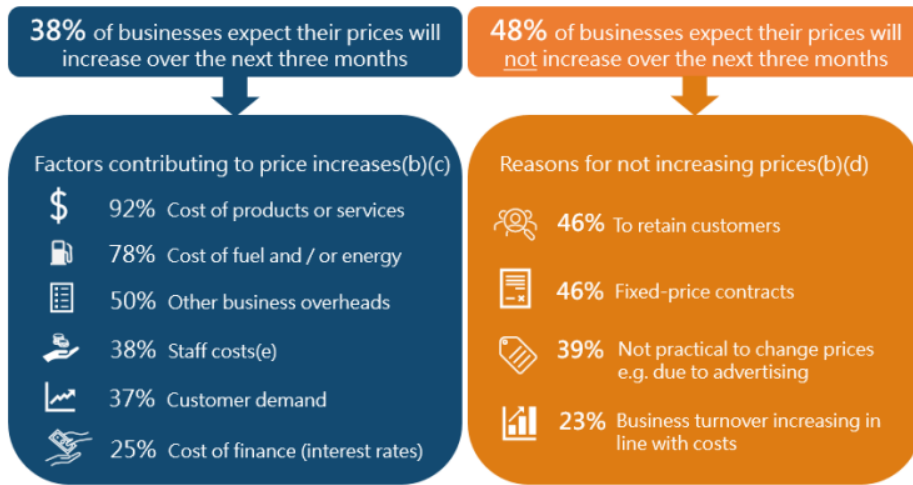 38% of businesses expect their prices will
increase over the next three months
48% of businesses expect their prices will
not increase over the next three months
Factors contributing to price increases(b)(c)
$ 92% Cost of products or services
78% Cost of fuel and / or energy
50% Other business overheads
38% Staff costs(e)
37% Customer demand
25% Cost of finance (interest rates)
Reasons for not increasing prices(b)(d)
46% To retain customers
46% Fixed-price contracts
39% Not practical to change prices
e.g. due to advertising
23% Business turnover increasing in
line with costs